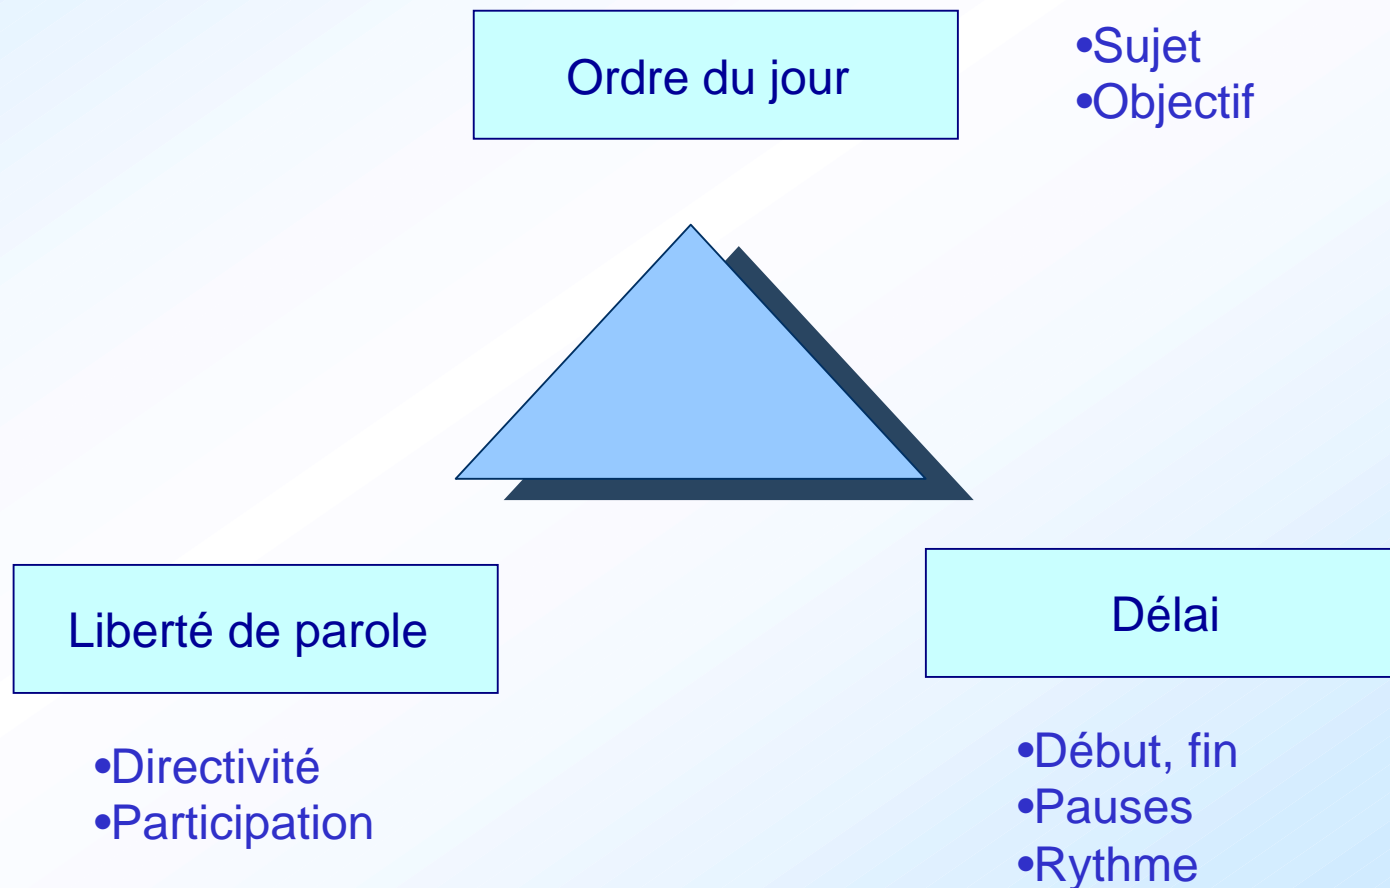 Ordre du jour
•Sujet
•Objectif
Liberté de parole
•Directivité
•Participation
Délai
•Début, fin
•Pauses
•Rythme